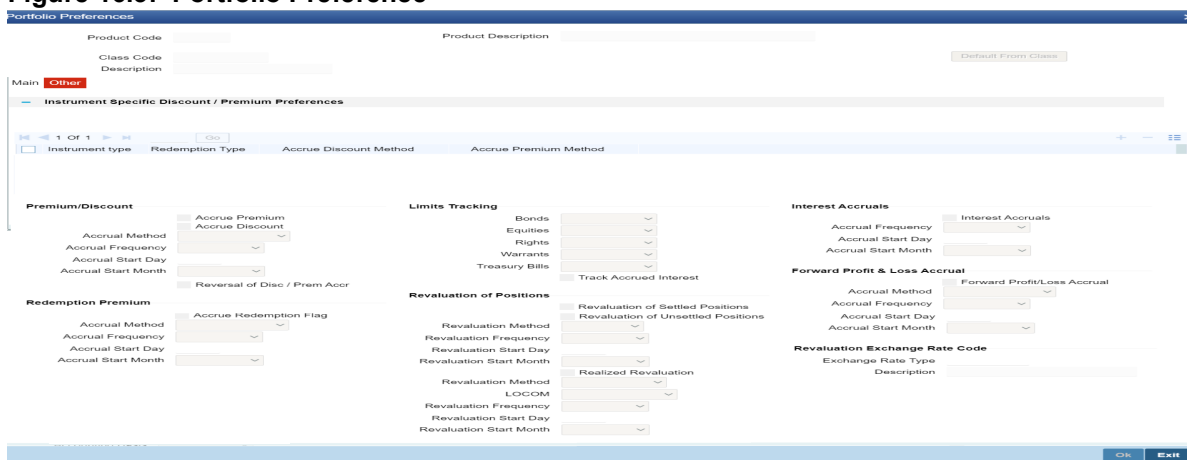 Portfolio Preferences
Product Code
Product Description
Class Code
Default From Class
Description
Main Other
Instrument Specific Discount / Premium Preferences
1 Of 1 Go
Instrument type Redemption Type Accrue Discount Method Accrue Premium Method
Premium/Discount
Accrue Premium
Accrue Discount
Accrual Method
Accrual Frequency
Accrual Start Day
Accrual Start Month
Reversal of Disc / Prem Accr
Redemption Premium
Accrue Redemption Flag
Accrual Method
Accrual Frequency
Accrual Start Day
Accrual Start Month
Limits Tracking
Bonds
Equities
Rights
Warrants
Treasury Bills
Track Accrued Interest
Revaluation of Positions
Revaluation of Settled Positions
Revaluation of Unsettled Positions
Revaluation Method
Revaluation Frequency
Revaluation Start Day
Revaluation Start Month
Realized Revaluation
Revaluation Method
LOCOM
Revaluation Frequency
Revaluation Start Day
Revaluation Start Month
Interest Accruals
Interest Accruals
Accrual Frequency
Accrual Start Day
Accrual Start Month
Forward Profit & Loss Accrual
Forward Profit/Loss Accrual
Accrual Method
Accrual Frequency
Accrual Start Day
Accrual Start Month
Revaluation Exchange Rate Code
Exchange Rate Type
Description
Ok Exit